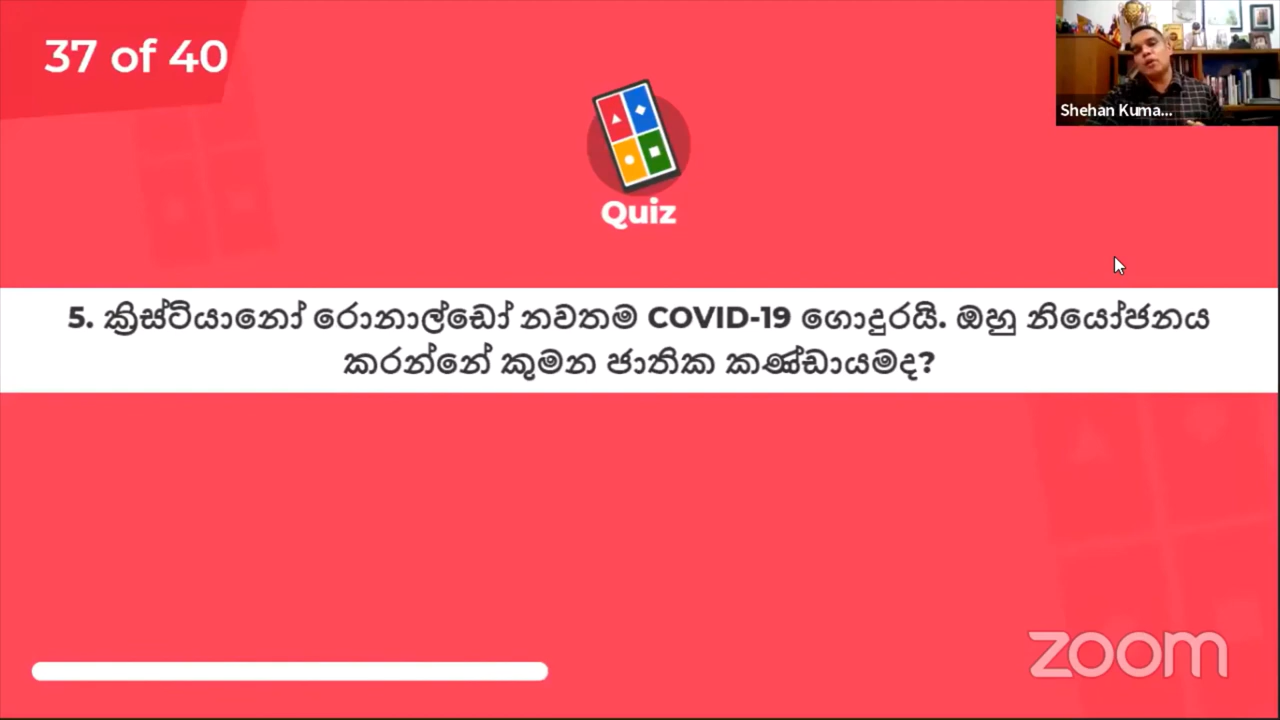 37 of 40
Shehan Kuma...
Quiz
5. ක්‍රිස්ටියානෝ රොනාල්ඩෝ නවතම COVID-19 ගොදුරයි. ඔහු නියෝජනය
කරන්නේ කුමන ජාතික කණ්ඩායමද?
zoom